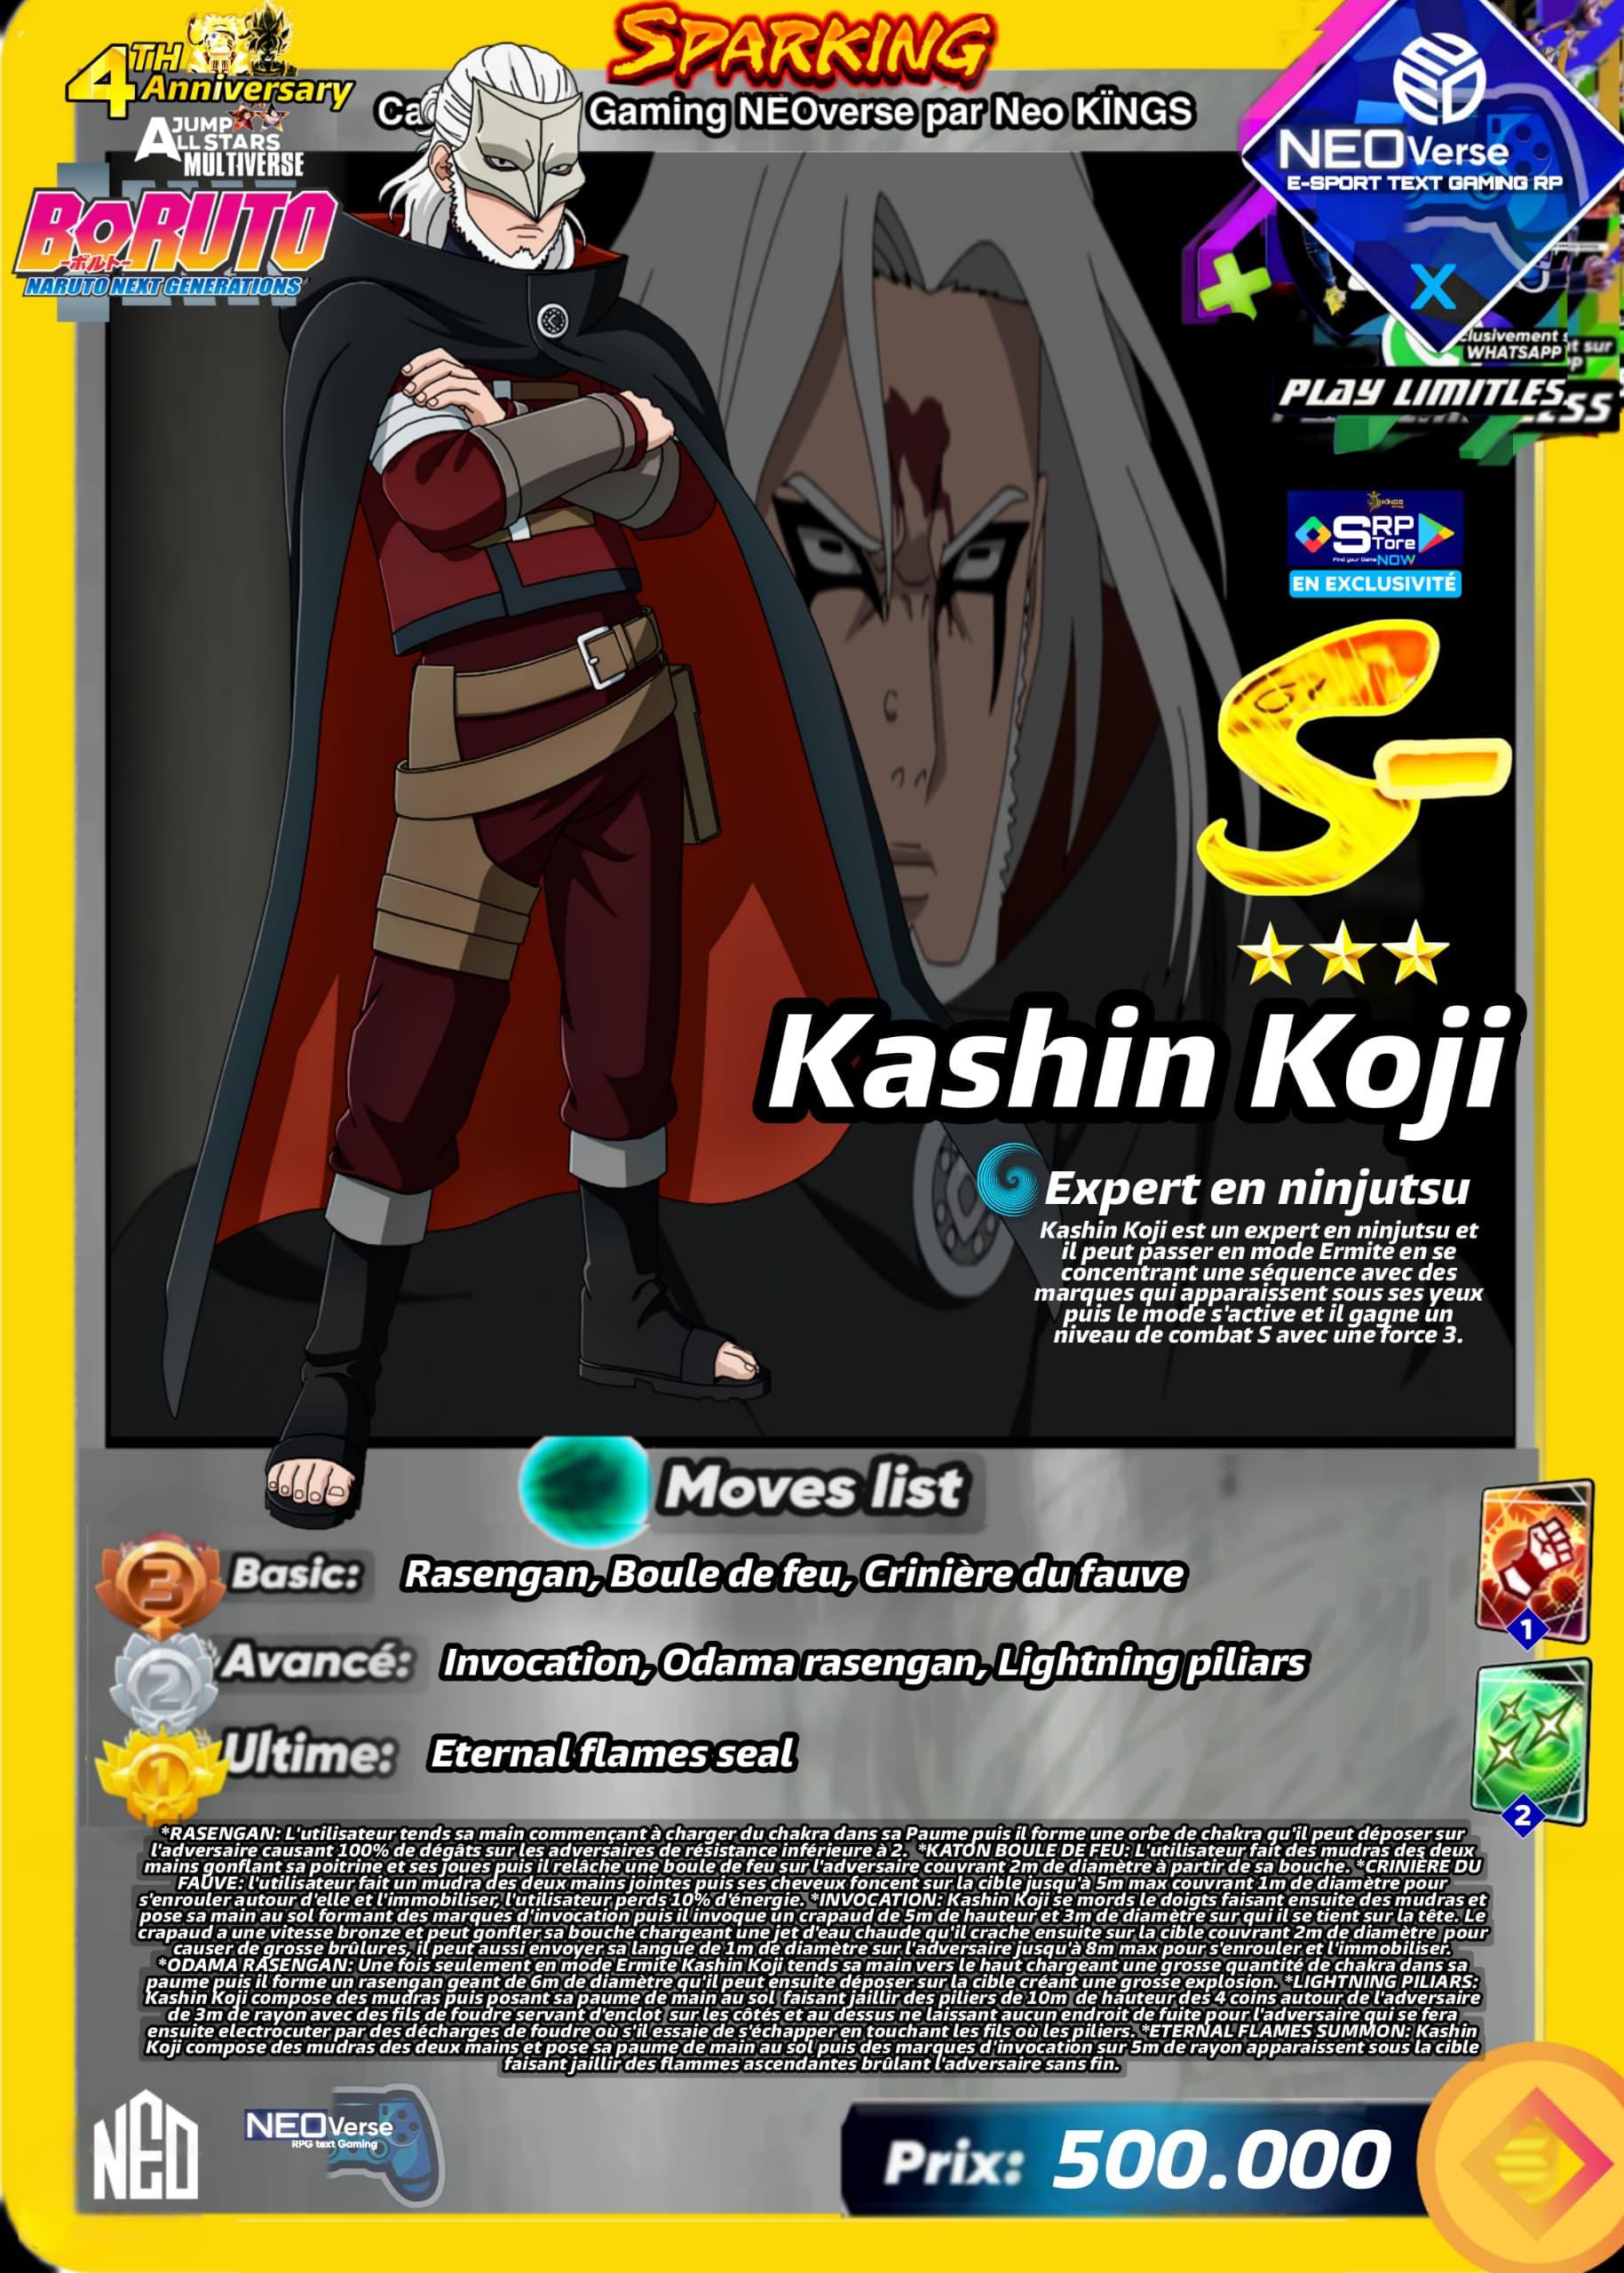 SPARKING
4TH
Anniversary
Ca Gaming NEOverse par Neo KÏNGS
JUMP
ALL STARS
MULTIVERSE
BORUTO
-ボルト-
NARUTO NEXT GENERATIONS
NEOVerse
E-SPORT TEXT GAMING RP
X
clusivement
WHATSAPP
t sur
PLAY LIMITLES
ESS
KINGS
SRP
Tore
Find your Game NOW
EN EXCLUSIVITÉ
S-
Kashin Koji
Expert en ninjutsu
Kashin Koji est un expert en ninjutsu et
il peut passer en mode Ermite en se
concentrant une séquence avec des
marques qui apparaissent sous ses yeux
puis le mode s'active et il gagne un
niveau de combat S avec une force 3.
Moves list
3 Basic: Rasengan, Boule de feu, Crinière du fauve
1
2 Avancé: Invocation, Odama rasengan, Lightning piliars
1 Ultime: Eternal flames seal
2
*RASENGAN: L'utilisateur tends sa main commençant à charger du chakra dans sa Paume puis il forme une orbe de chakra qu'il peut déposer sur
l'adversaire causant 100% de dégâts sur les adversaires de résistance inférieure à 2. *KATON BOULE DE FEU: L'utilisateur fait des mudras des deux
mains gonflant sa poitrine et ses joues puis il relâche une boule de feu sur l'adversaire couvrant 2m de diamètre à partir de sa bouche. *CRINIÈRE DU
FAUVE: l'utilisateur fait un mudra des deux mains jointes puis ses cheveux foncent sur la cible jusqu'à 5m max couvrant 1m de diamètre pour
s'enrouler autour d'elle et l'immobiliser, l'utilisateur perds 10% d'énergie. *INVOCATION: Kashin Koji se mords le doigts faisant ensuite des mudras et
pose sa main au sol formant des marques d'invocation puis il invoque un crapaud de 5m de hauteur et 3m de diamètre sur qui il se tient sur la tête. Le
crapaud a une vitesse bronze et peut gonfler sa bouche chargeant une jet d'eau chaude qu'il crache ensuite sur la cible couvrant 2m de diamètre pour
causer de grosse brûlures, il peut aussi envoyer sa langue de 1m de diamètre sur l'adversaire jusqu'à 8m max pour s'enrouler et l'immobiliser.
*ODAMA RASENGAN: Une fois seulement en mode Ermite Kashin Koji tends sa main vers le haut chargeant une grosse quantité de chakra dans sa
paume puis il forme un rasengan geant de 6m de diamètre qu'il peut ensuite déposer sur la cible créant une grosse explosion. *LIGHTNING PILIARS:
Kashin Koji compose des mudras puis posant sa paume de main au sol faisant jaillir des piliers de 10m de hauteur des 4 coins autour de l'adversaire
de 3m de rayon avec des fils de foudre servant d'enclot sur les côtés et au dessus ne laissant aucun endroit de fuite pour l'adversaire qui se fera
ensuite electrocuter par des décharges de foudre où s'il essaie de s'échapper en touchant les fils où les piliers. *ETERNAL FLAMES SUMMON: Kashin
Koji compose des mudras des deux mains et pose sa paume de main au sol puis des marques d'invocation sur 5m de rayon apparaissent sous la cible
faisant jaillir des flammes ascendantes brûlant l'adversaire sans fin.
NEO
NEOVerse
RPG text Gaming
Prix: 500.000